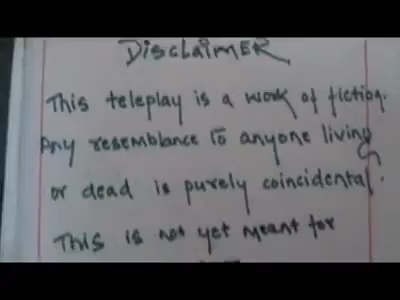 DISCLAIMER
This teleplay is a work of fiction.
Any resemblance to anyone living
or dead is purely coincidental.
This is not yet meant for